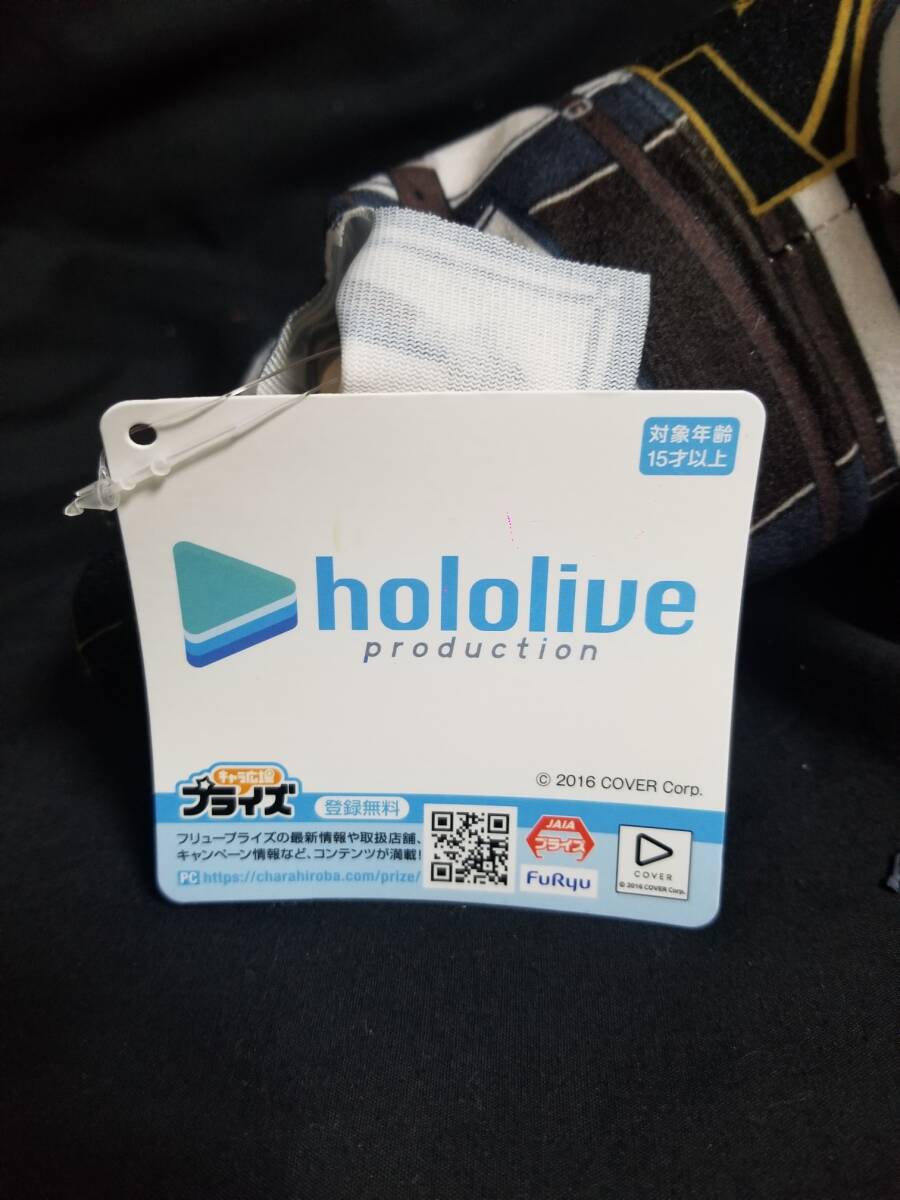 対象年齢
15才以上
hololive
production
© 2016 COVER Corp.
キャラ広場
プライズ
登録無料
フリュープライズの最新情報や取扱店舗、
キャンペーン情報など、コンテンツが満載!
PC https://charahiroba.com/prize/
JAIA
プライズ
FuRyu
COVER
© 2016 COVER Corp.